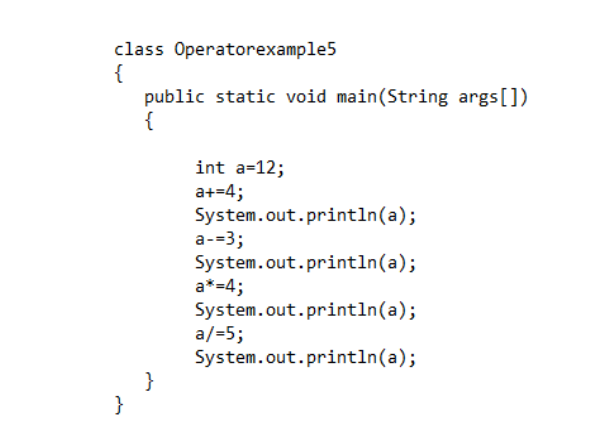 class Operatorexample5
{
public static void main(String args[])
{
int a=12;
a+=4;
System.out.println(a);
a-=3;
System.out.println(a);
a*=4;
System.out.println(a);
a/=5;
System.out.println(a);
}
}